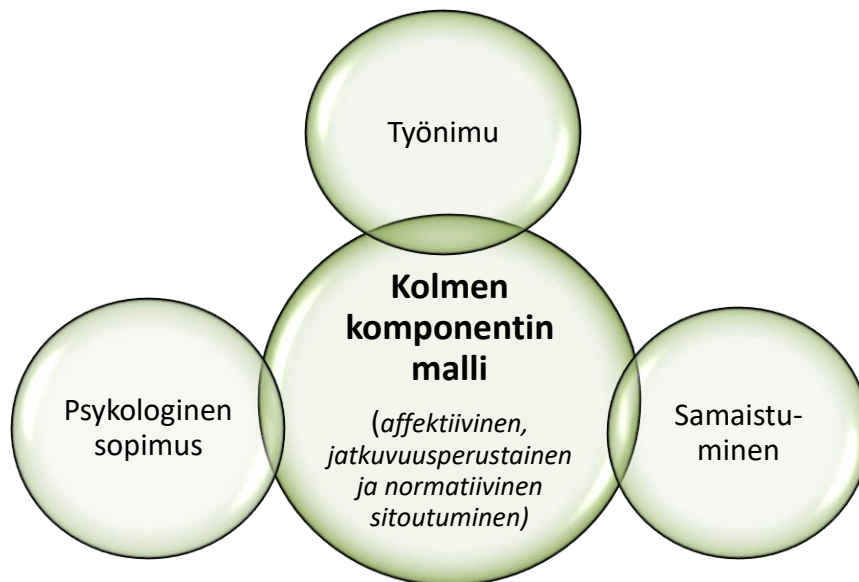 Työnimu
Kolmen
komponentin
malli
(affektiivinen,
jatkuvuusperustainen
ja normatiivinen
sitoutuminen)
Psykologinen
sopimus
Samaistu-
minen